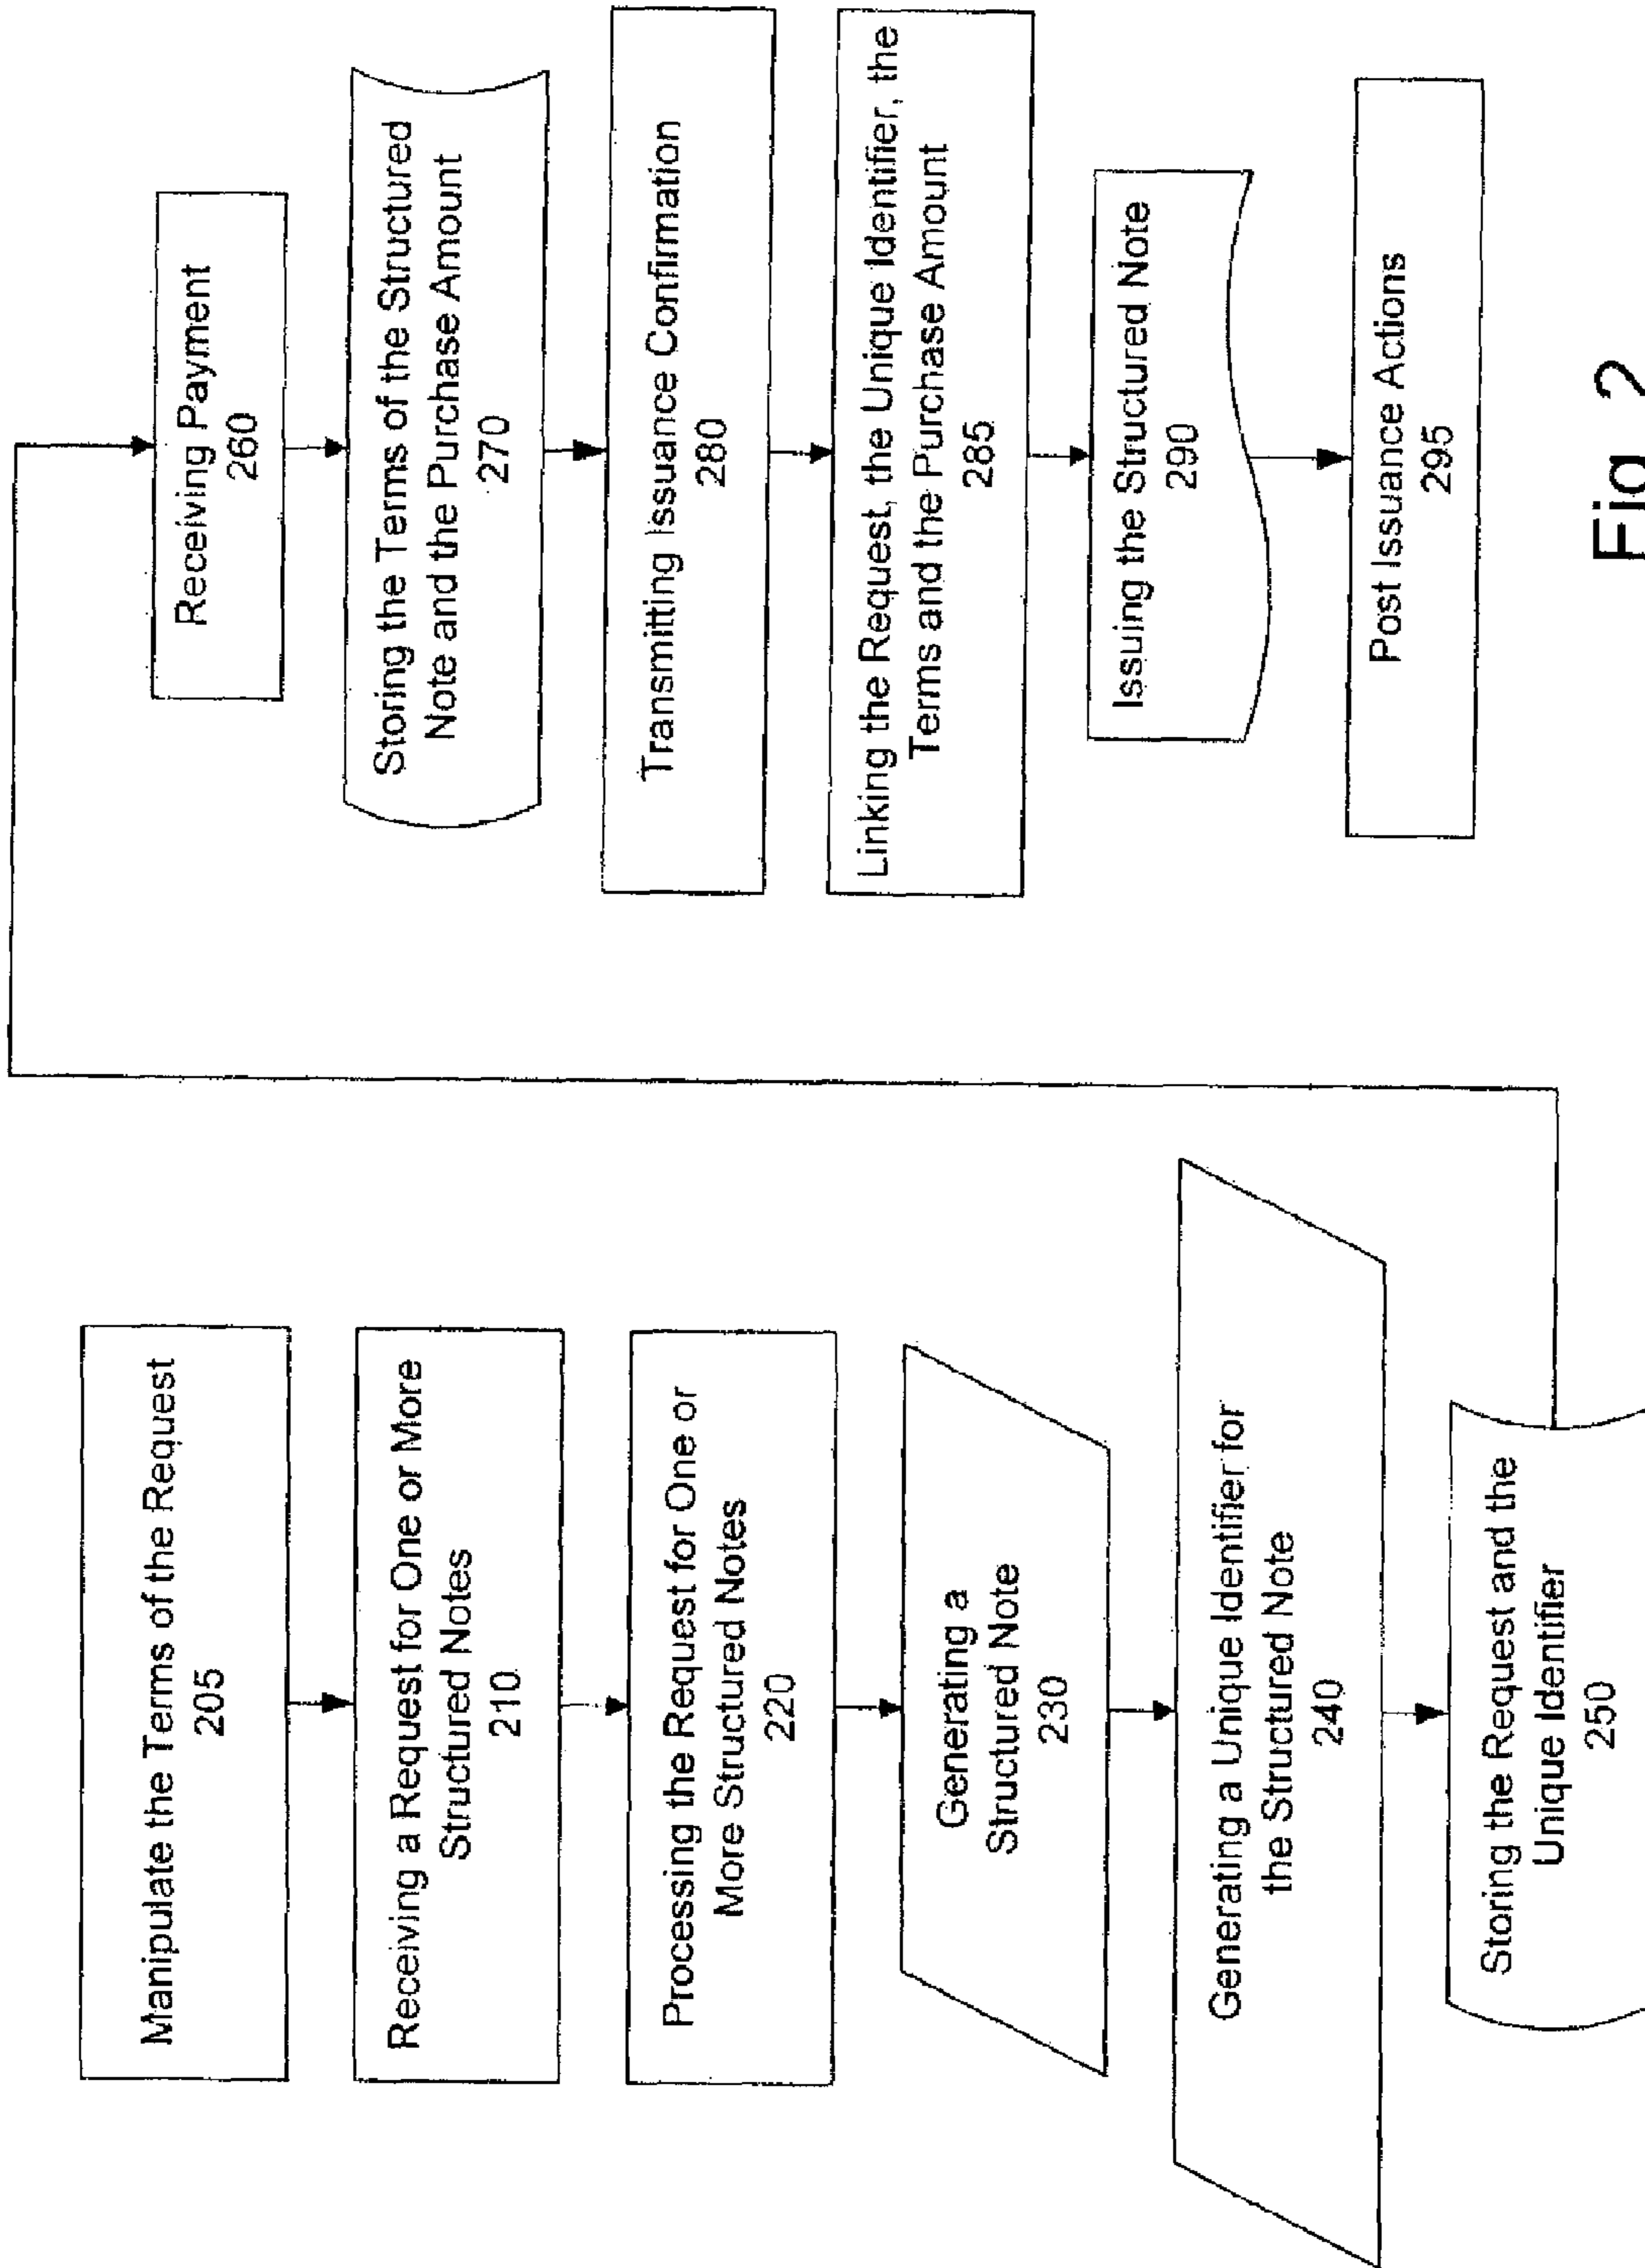 Manipulate the Terms of the Request
205
Receiving a Request for One or More
Structured Notes
210
Processing the Request for One or
More Structured Notes
220
Generating a
Structured Note
230
Generating a Unique Identifier for
the Structured Note
240
Storing the Request and the
Unique Identifier
250
Receiving Payment
260
Storing the Terms of the Structured
Note and the Purchase Amount
270
Transmitting Issuance Confirmation
280
Linking the Request, the Unique Identifier, the
Terms and the Purchase Amount
285
Issuing the Structured Note
290
Post Issuance Actions
295
Fig. 2